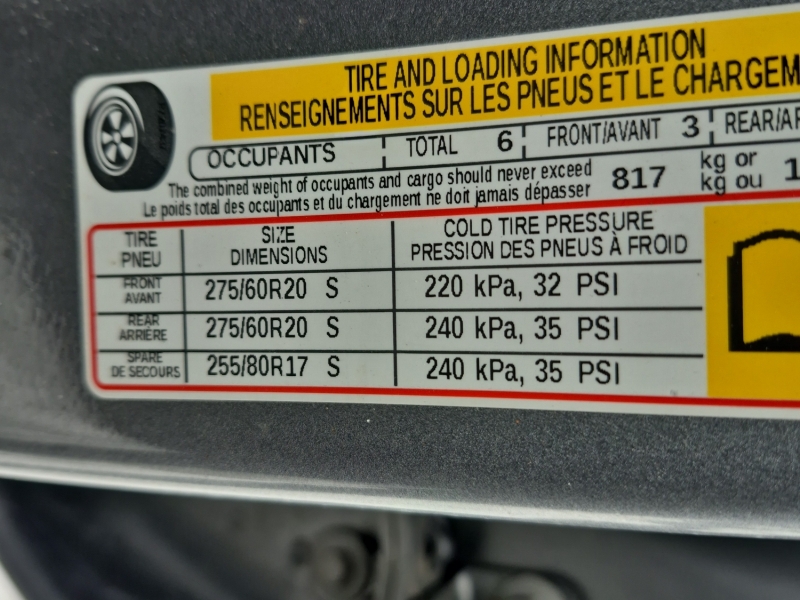 TIRE AND LOADING INFORMATION
RENSEIGNEMENTS SUR LES PNEUS ET LE CHARGEM
OCCUPANTS TOTAL 6 FRONT/AVANT 3 REAR/AR
The combined weight of occupants and cargo should never exceed 817 kg or
Le poids total des occupants et du chargement ne doit jamais dépasser kg ou 1
TIRE SIZE COLD TIRE PRESSURE
PNEU DIMENSIONS PRESSION DES PNEUS À FROID
FRONT
AVANT 275/60R20 S 220 kPa, 32 PSI
REAR
ARRIÈRE 275/60R20 S 240 kPa, 35 PSI
SPARE
DE SECOURS 255/80R17 S 240 kPa, 35 PSI